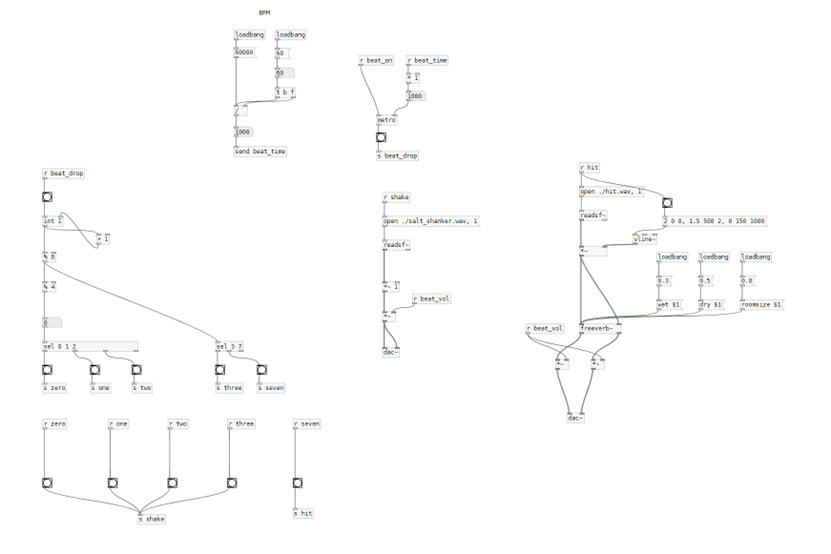 BPM
loadbang
loadbang
60000
60
60
t b f
/
1000
send beat_time
r beat_on
r beat_time
* 1
1000
metro
s beat_drop
r beat_drop
int 1
+ 1
% 8
sel 0 1 2
sel 3 7
s zero
s one
s two
s three
s seven
r zero
r one
r two
r three
r seven
s shake
s hit
r shake
open ./salt_shanker.wav, 1
readsf~
*~ 1
r beat_vol
*~
dac~
r hit
open ./hit.wav, 1
readsf~
2 0 0, 1.5 500 2, 0 150 1000
vline~
*~
loadbang
loadbang
loadbang
0.3
0.5
0.8
wet $1
dry $1
roomsize $1
r beat_vol
freeverb~
*~
*~
dac~